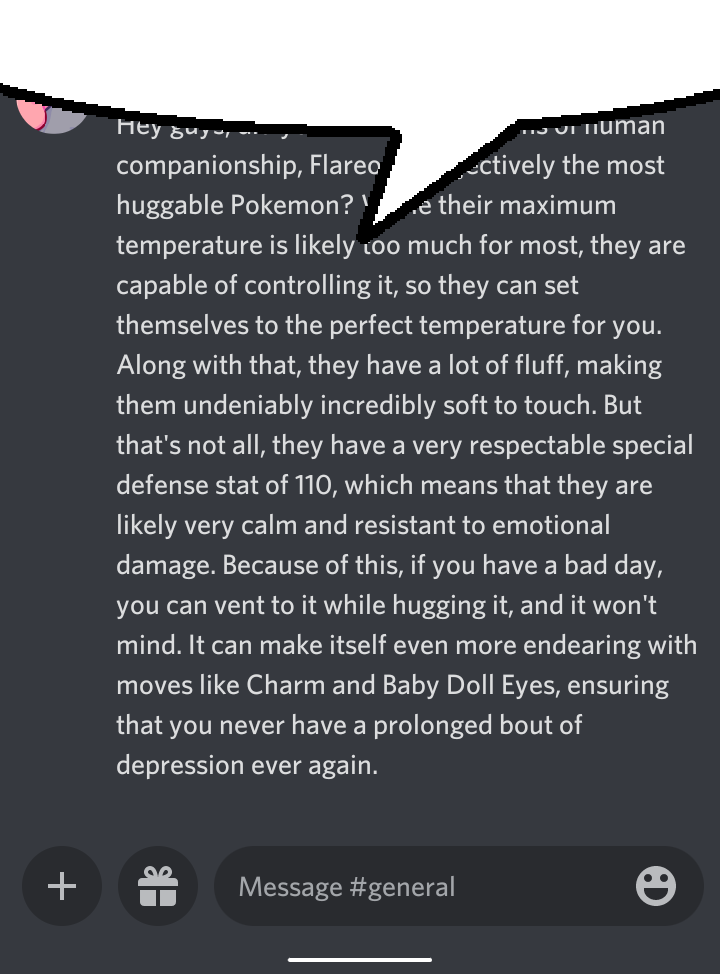 Hey guys, of human
companionship, the most
huggable Pokemon? their maximum
temperature is likely too much for most, they are
capable of controlling it, so they can set
themselves to the perfect temperature for you.
Along with that, they have a lot of fluff, making
them undeniably incredibly soft to touch. But
that's not all, they have a very respectable special
defense stat of 110, which means that they are
likely very calm and resistant to emotional
damage. Because of this, if you have a bad day,
you can vent to it while hugging it, and it won't
mind. It can make itself even more endearing with
moves like Charm and Baby Doll Eyes, ensuring
that you never have a prolonged bout of
depression ever again.
Message #general